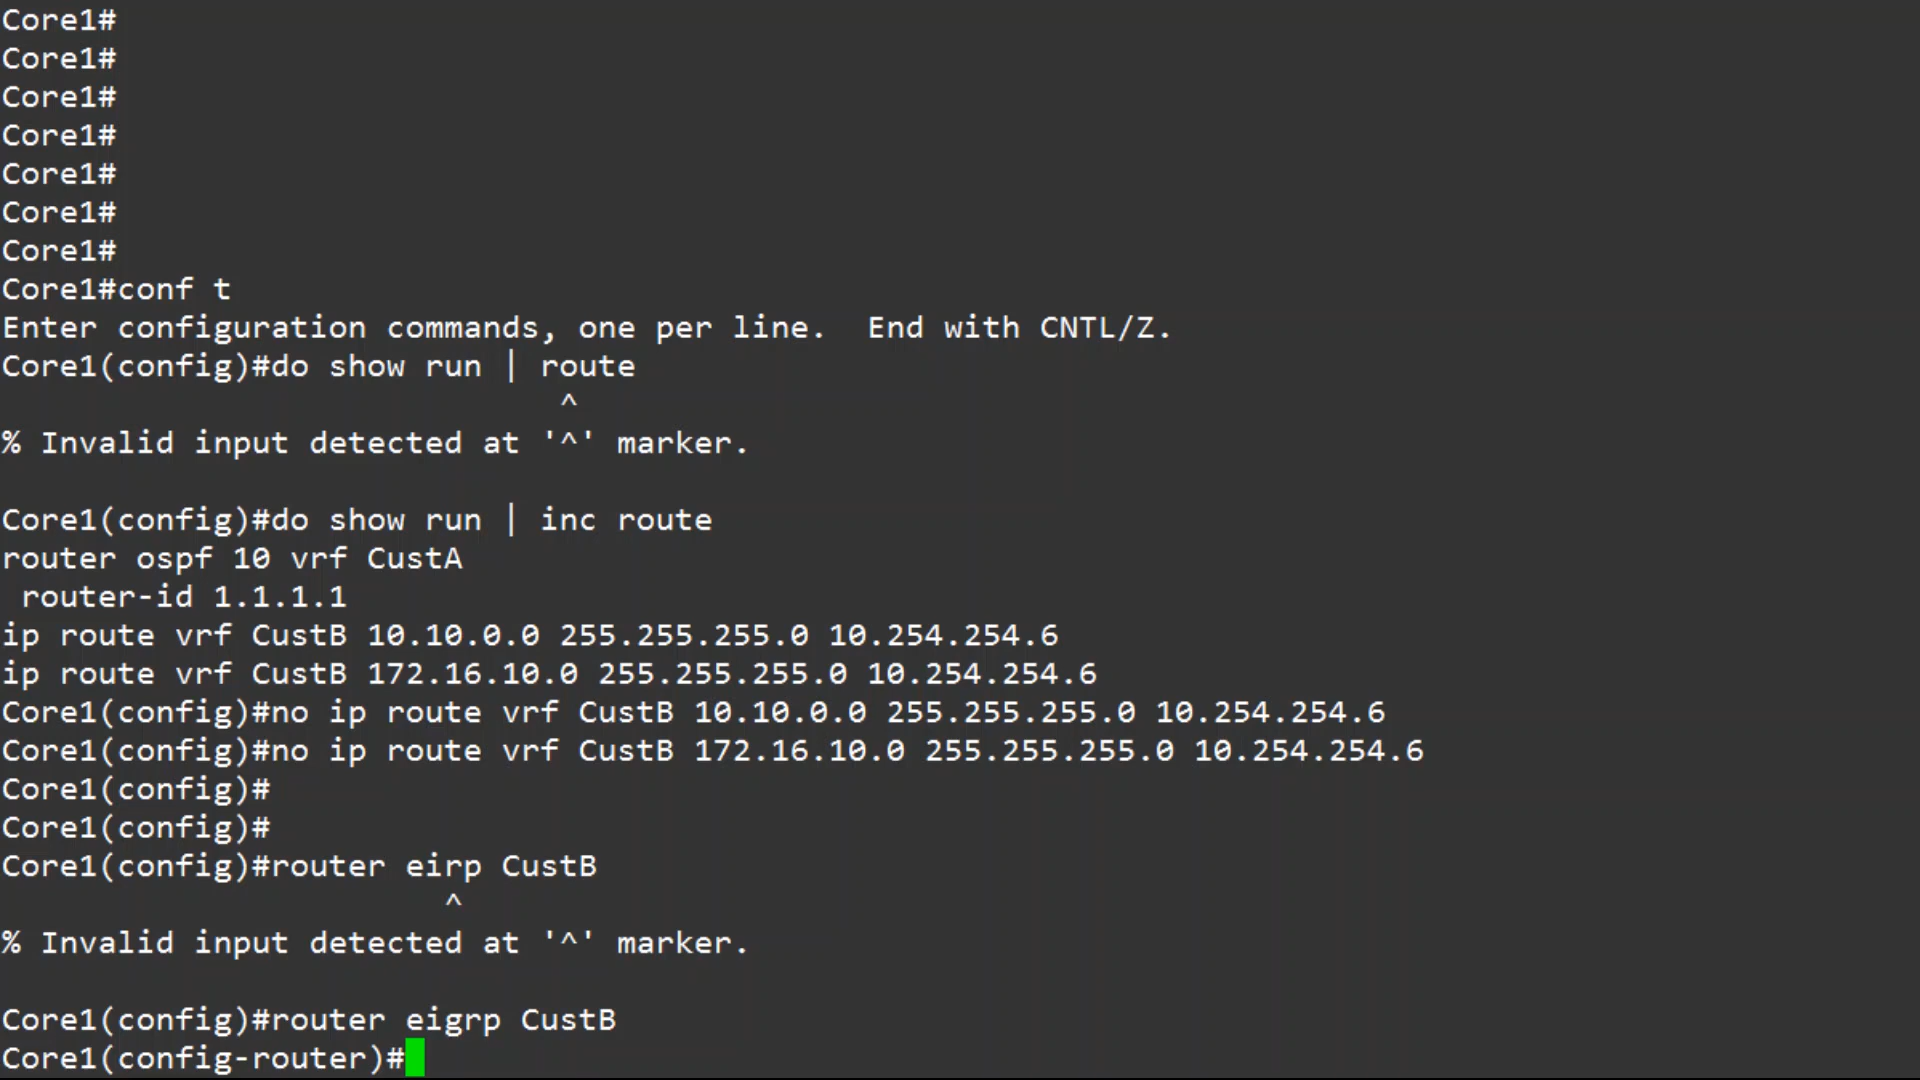 Core1#
Core1#
Core1#
Core1#
Core1#
Core1#
Core1#
Core1#conf t
Enter configuration commands, one per line.  End with CNTL/Z.
Core1(config)#do show run | route
                             ^
% Invalid input detected at '^' marker.

Core1(config)#do show run | inc route
router ospf 10 vrf CustA
 router-id 1.1.1.1
ip route vrf CustB 10.10.0.0 255.255.255.0 10.254.254.6
ip route vrf CustB 172.16.10.0 255.255.255.0 10.254.254.6
Core1(config)#no ip route vrf CustB 10.10.0.0 255.255.255.0 10.254.254.6
Core1(config)#no ip route vrf CustB 172.16.10.0 255.255.255.0 10.254.254.6
Core1(config)#
Core1(config)#
Core1(config)#router eirp CustB
                       ^
% Invalid input detected at '^' marker.

Core1(config)#router eigrp CustB
Core1(config-router)#